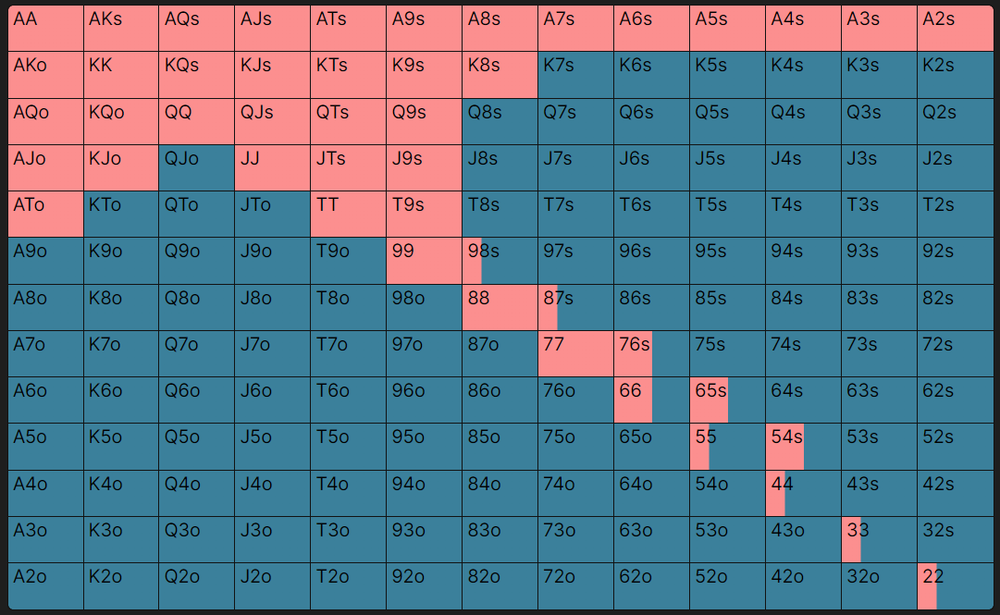 AA AKs AQs AJs ATs A9s A8s A7s A6s A5s A4s A3s A2s
AKo KK KQs KJs KTs K9s K8s K7s K6s K5s K4s K3s K2s
AQo KQo QQ QJs QTs Q9s Q8s Q7s Q6s Q5s Q4s Q3s Q2s
AJo KJo QJo JJ JTs J9s J8s J7s J6s J5s J4s J3s J2s
ATo KTo QTo JTo TT T9s T8s T7s T6s T5s T4s T3s T2s
A9o K9o Q9o J9o T9o 99 98s 97s 96s 95s 94s 93s 92s
A8o K8o Q8o J8o T8o 98o 88 87s 86s 85s 84s 83s 82s
A7o K7o Q7o J7o T7o 97o 87o 77 76s 75s 74s 73s 72s
A6o K6o Q6o J6o T6o 96o 86o 76o 66 65s 64s 63s 62s
A5o K5o Q5o J5o T5o 95o 85o 75o 65o 55 54s 53s 52s
A4o K4o Q4o J4o T4o 94o 84o 74o 64o 54o 44 43s 42s
A3o K3o Q3o J3o T3o 93o 83o 73o 63o 53o 43o 33 32s
A2o K2o Q2o J2o T2o 92o 82o 72o 62o 52o 42o 32o 22